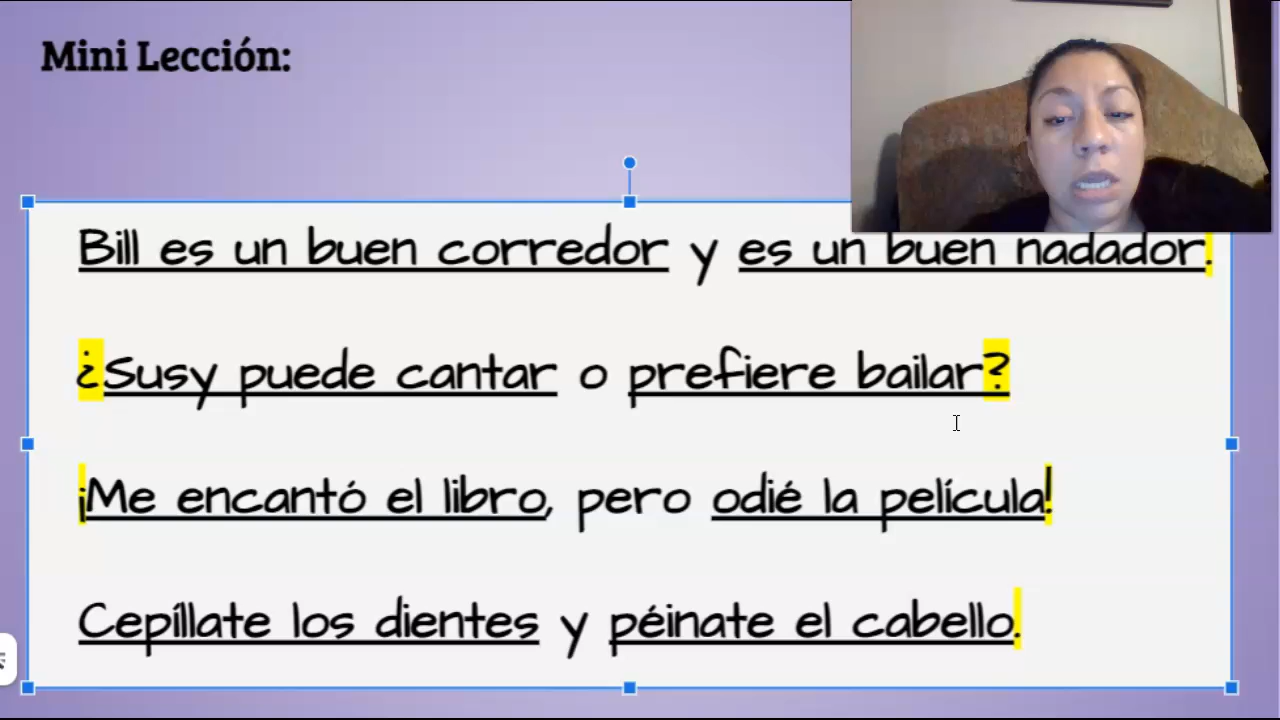 Mini Lección:
Bill es un buen corredor y es un buen nadador.
¿Susy puede cantar o prefiere bailar?
¡Me encantó el libro, pero odié la película!
Cepíllate los dientes y péinate el cabello.